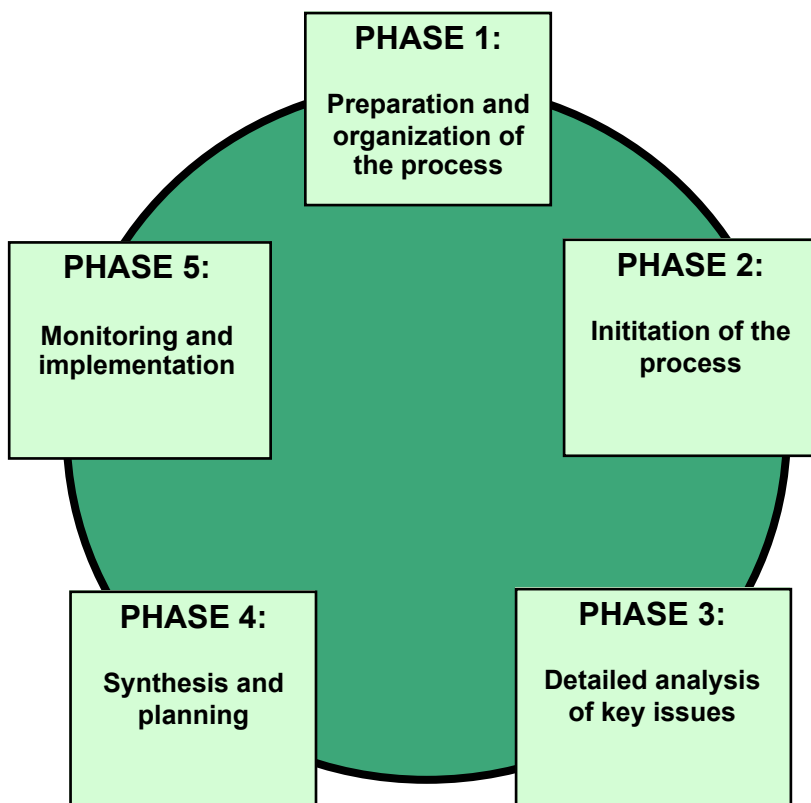 PHASE 1:
Preparation and
organization of
the process
PHASE 2:
Inititation of the
process
PHASE 3:
Detailed analysis
of key issues
PHASE 4:
Synthesis and
planning
PHASE 5:
Monitoring and
implementation